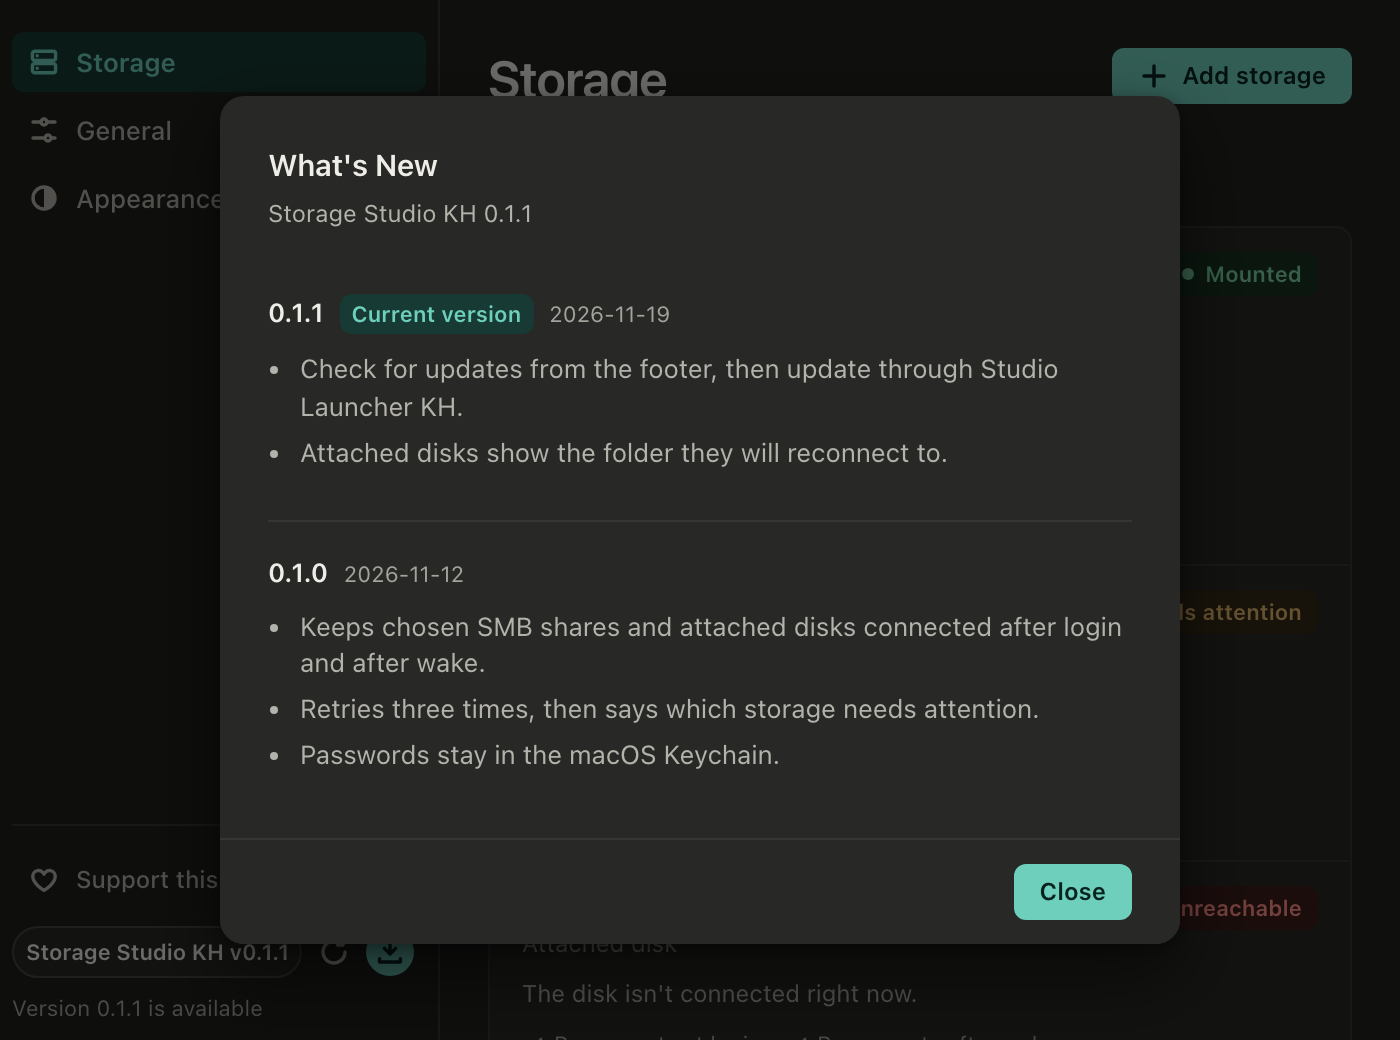 Storage
General
Appearance
Storage
Add storage
What's New
Storage Studio KH 0.1.1
0.1.1 Current version 2026-11-19
• Check for updates from the footer, then update through Studio
Launcher KH.
• Attached disks show the folder they will reconnect to.
0.1.0 2026-11-12
• Keeps chosen SMB shares and attached disks connected after login
and after wake.
• Retries three times, then says which storage needs attention.
• Passwords stay in the macOS Keychain.
Close
Mounted
attention
Support this
Storage Studio KH v0.1.1
Version 0.1.1 is available
Attached disk
The disk isn't connected right now.